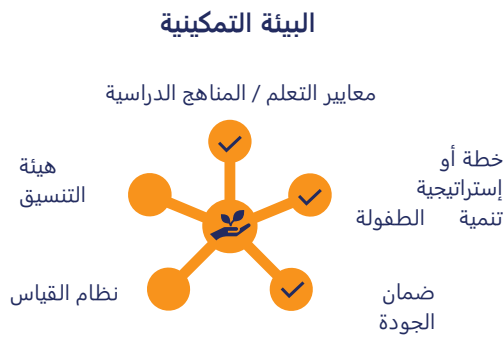 البيئة التمكينية
معايير التعلم / المناهج الدراسية
خطة أو
إستراتيجية
تنمية الطفولة
هيئة
التنسيق
ضمان
الجودة
نظام القياس